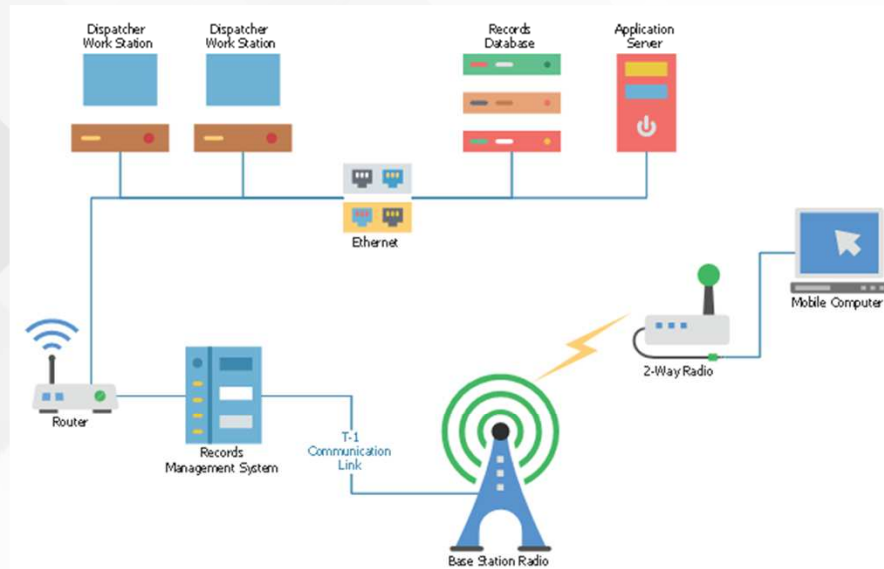 Dispatcher
Work Station
Dispatcher
Work Station
Records
Database
Application
Server
Ethernet
Mobile Computer
2-Way Radio
Router
Records
Management System
T-1
Communication
Link
Base Station Radio